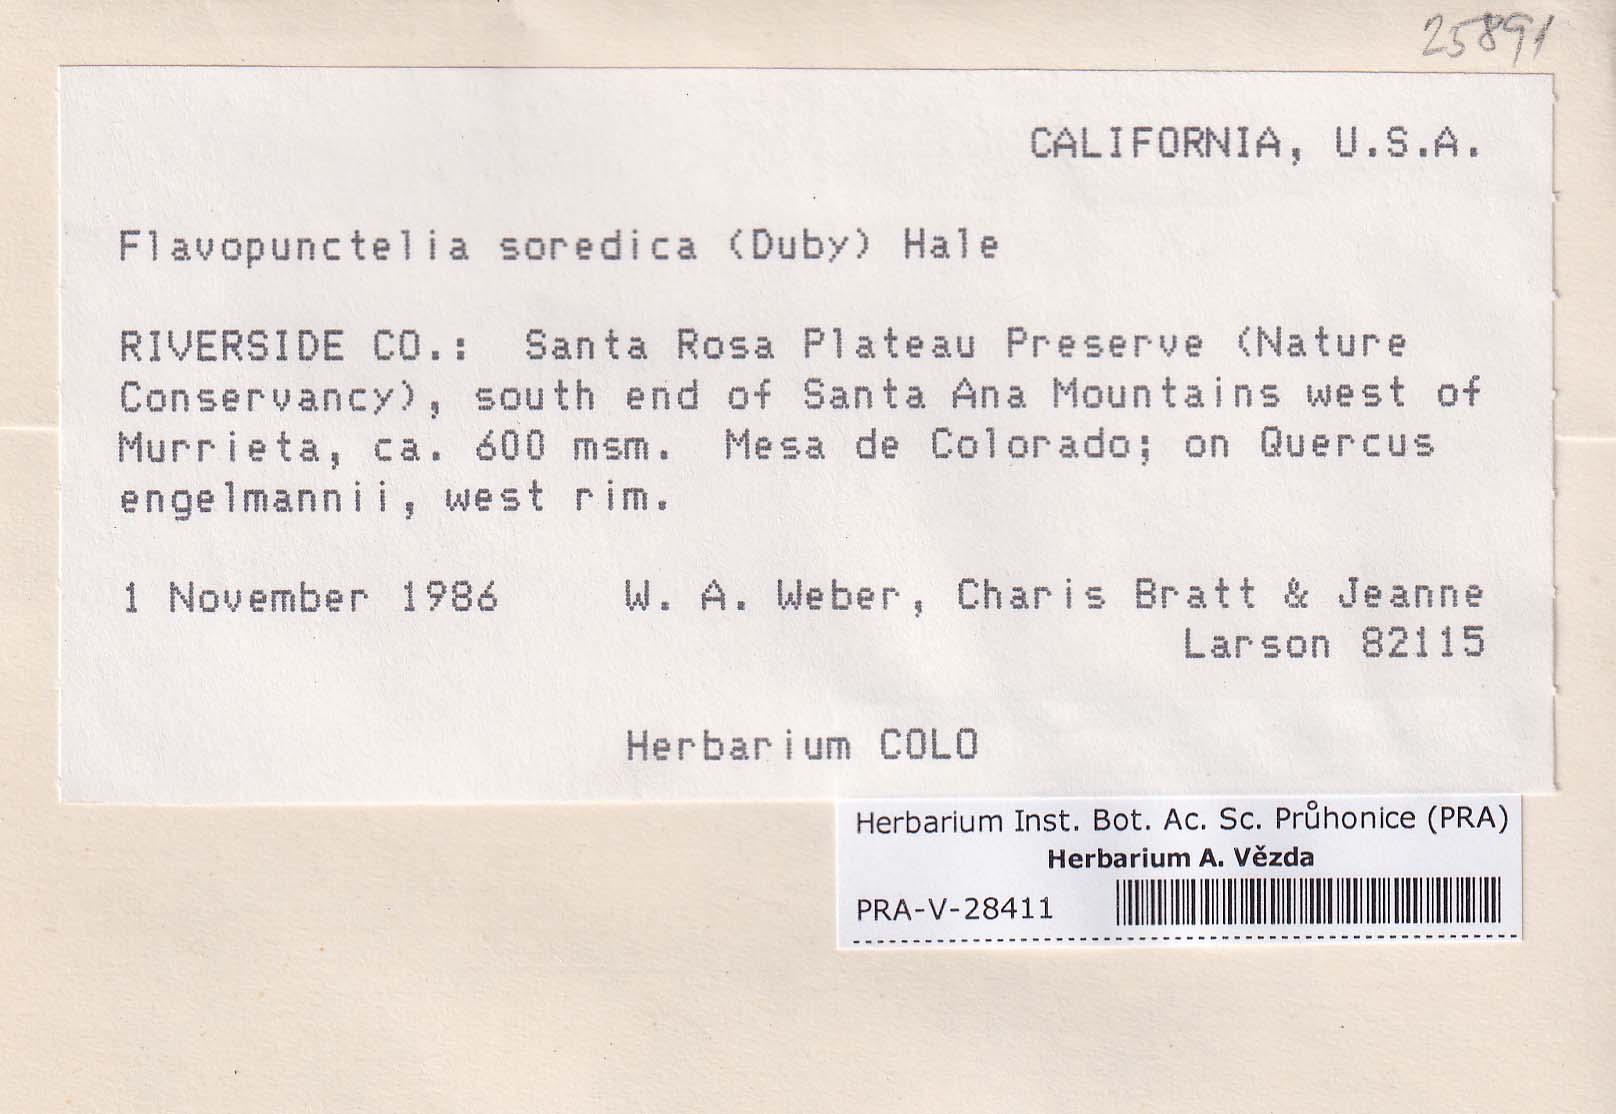 25891
CALIFORNIA, U.S.A.
Flavopunctelia soredica (Duby) Hale
RIVERSIDE CO.: Santa Rosa Plateau Preserve (Nature
Conservancy), south end of Santa Ana Mountains west of
Murrieta, ca. 600 msm. Mesa de Colorado; on Quercus
engelmannii, west rim.
1 November 1986 W. A. Weber, Charis Bratt & Jeanne
Larson 82115
Herbarium COLO
Herbarium Inst. Bot. Ac. Sc. Průhonice (PRA)
Herbarium A. Vězda
PRA-V-28411